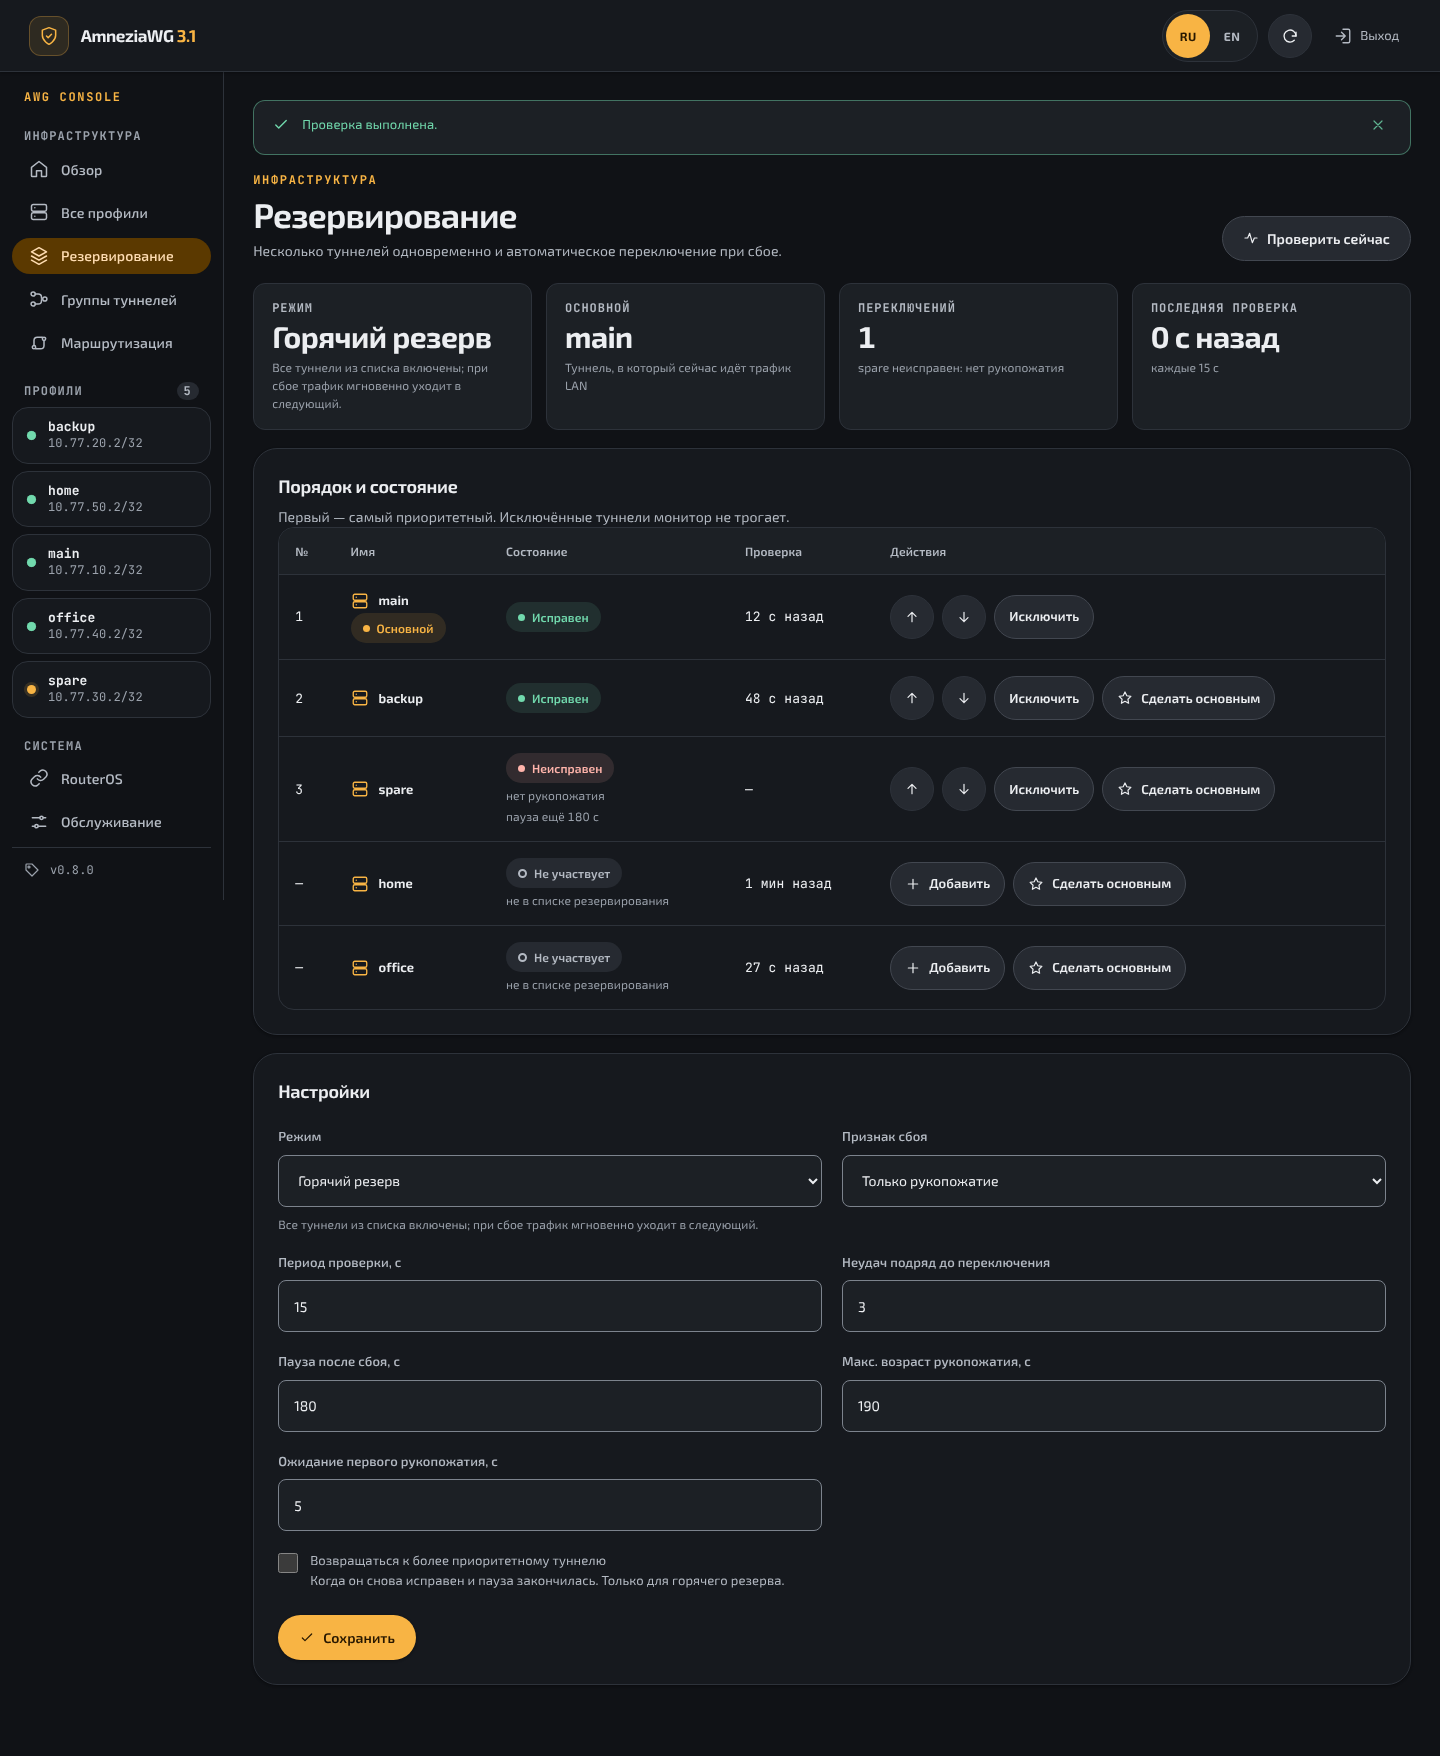 AmneziaWG 3.1
RU
EN
Выход
AWG CONSOLE
ИНФРАСТРУКТУРА
Обзор
Все профили
Резервирование
Группы туннелей
Маршрутизация
ПРОФИЛИ
5
backup
10.77.20.2/32
home
10.77.50.2/32
main
10.77.10.2/32
office
10.77.40.2/32
spare
10.77.30.2/32
СИСТЕМА
RouterOS
Обслуживание
v0.8.0
Проверка выполнена.
ИНФРАСТРУКТУРА
Резервирование
Несколько туннелей одновременно и автоматическое переключение при сбое.
Проверить сейчас
РЕЖИМ
Горячий резерв
Все туннели из списка включены; при
сбое трафик мгновенно уходит в
следующий.
ОСНОВНОЙ
main
Туннель, в который сейчас идёт трафик
LAN
ПЕРЕКЛЮЧЕНИЙ
1
spare неисправен: нет рукопожатия
ПОСЛЕДНЯЯ ПРОВЕРКА
0 с назад
каждые 15 с
Порядок и состояние
Первый — самый приоритетный. Исключённые туннели монитор не трогает.
№ Имя Состояние Проверка Действия
1 main Основной Исправен 12 с назад ↑ ↓ Исключить
2 backup Исправен 48 с назад ↑ ↓ Исключить Сделать основным
3 spare Неисправен — ↑ ↓ Исключить Сделать основным
нет рукопожатия
пауза ещё 180 с
— home Не участвует 1 мин назад + Добавить Сделать основным
не в списке резервирования
— office Не участвует 27 с назад + Добавить Сделать основным
не в списке резервирования
Настройки
Режим
Горячий резерв
Все туннели из списка включены; при сбое трафик мгновенно уходит в следующий.
Признак сбоя
Только рукопожатие
Период проверки, с
15
Неудач подряд до переключения
3
Пауза после сбоя, с
180
Макс. возраст рукопожатия, с
190
Ожидание первого рукопожатия, с
5
Возвращаться к более приоритетному туннелю
Когда он снова исправен и пауза закончилась. Только для горячего резерва.
Сохранить